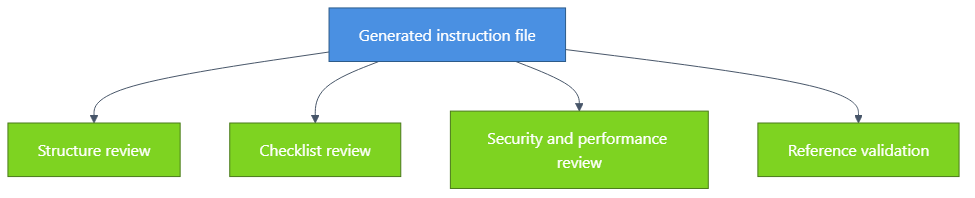 Generated instruction file
Structure review
Checklist review
Security and performance
review
Reference validation